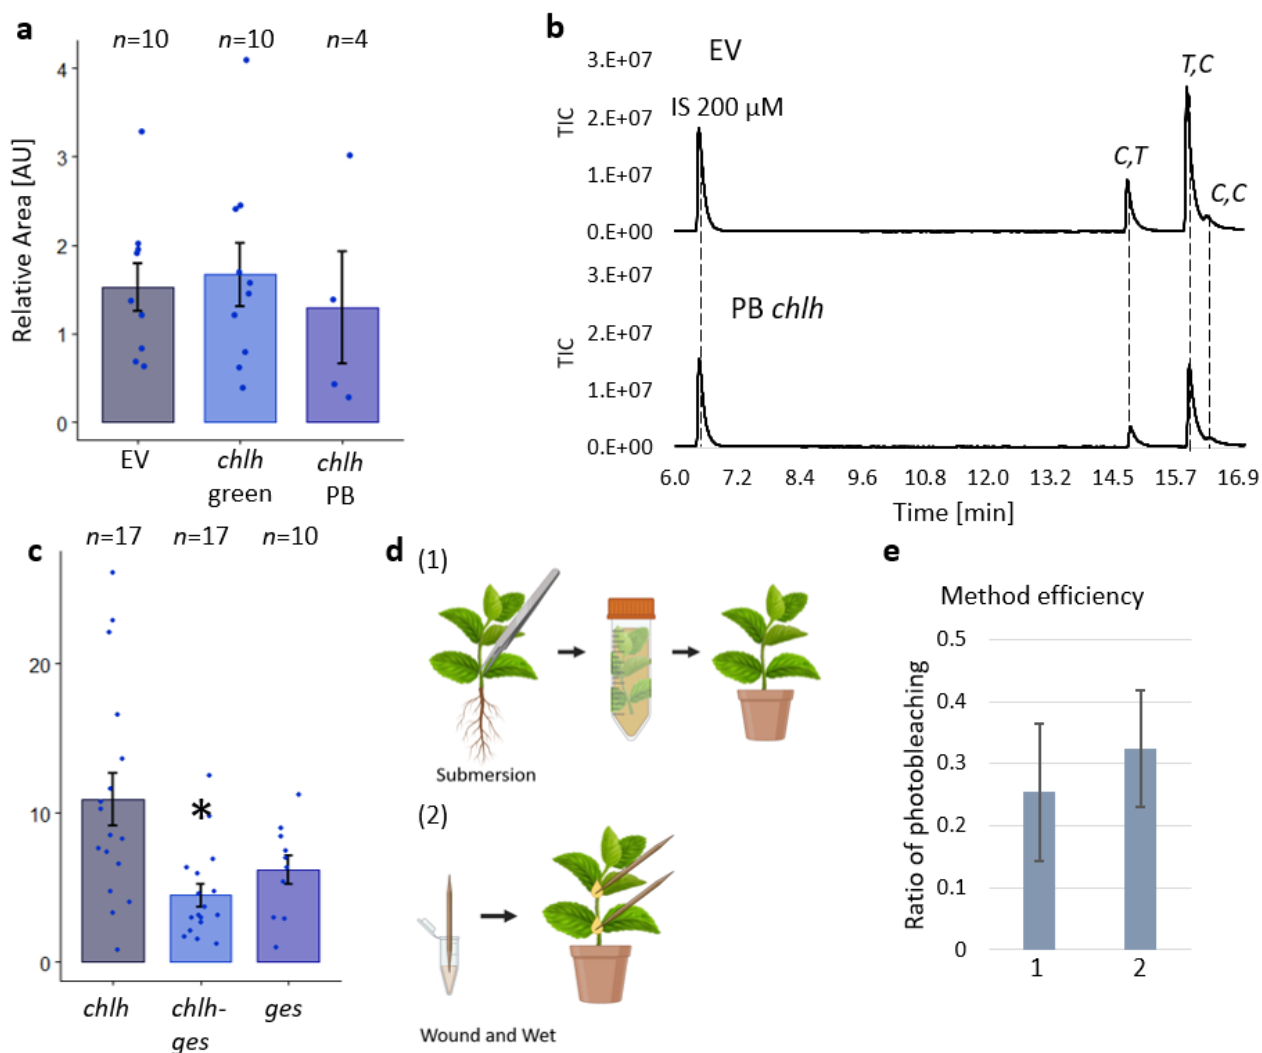 a
n=10 n=10 n=4
Relative Area [AU]
4
3
2
1
0
EV
chlh green
chlh PB
b
EV
3.E+07
2.E+07
1.E+07
0.E+00
TIC
IS 200 µM
C,T
T,C
C,C
PB chlh
3.E+07
2.E+07
1.E+07
0.E+00
TIC
6.0 7.2 8.4 9.6 10.8 12.0 13.2 14.5 15.7 16.9
Time [min]
c
n=17 n=17 n=10
20
10
0
*
chlh
chlh-
ges
ges
d
(1)
Submersion
(2)
Wound and Wet
e
Method efficiency
Ratio of photobleaching
0.5
0.4
0.3
0.2
0.1
0
1 2